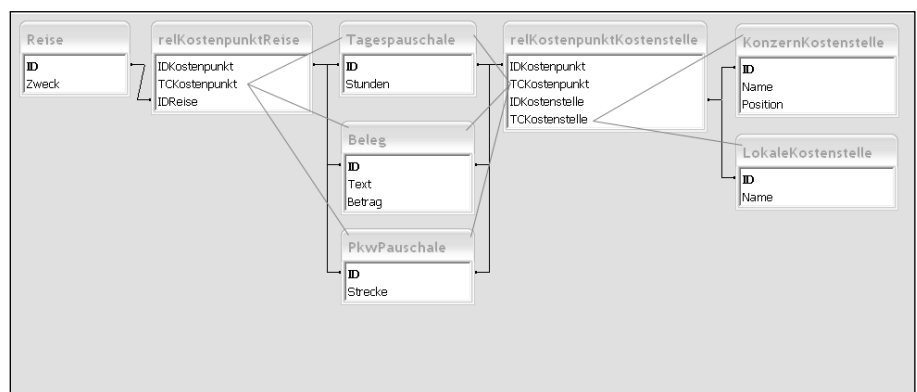 Reise
ID
Zweck
relKostenpunktReise
IDKostenpunkt
TCKostenpunkt
IDReise
Tagespauschale
ID
Stunden
Beleg
ID
Text
Betrag
PkwPauschale
ID
Strecke
relKostenpunktKostenstelle
IDKostenpunkt
TCKostenpunkt
IDKostenstelle
TCKostenstelle
KonzernKostenstelle
ID
Name
Position
LokaleKostenstelle
ID
Name